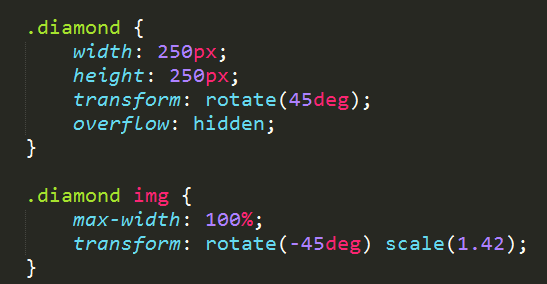 .diamond {
    width: 250px;
    height: 250px;
    transform: rotate(45deg);
    overflow: hidden;
}

.diamond img {
    max-width: 100%;
    transform: rotate(-45deg) scale(1.42);
}